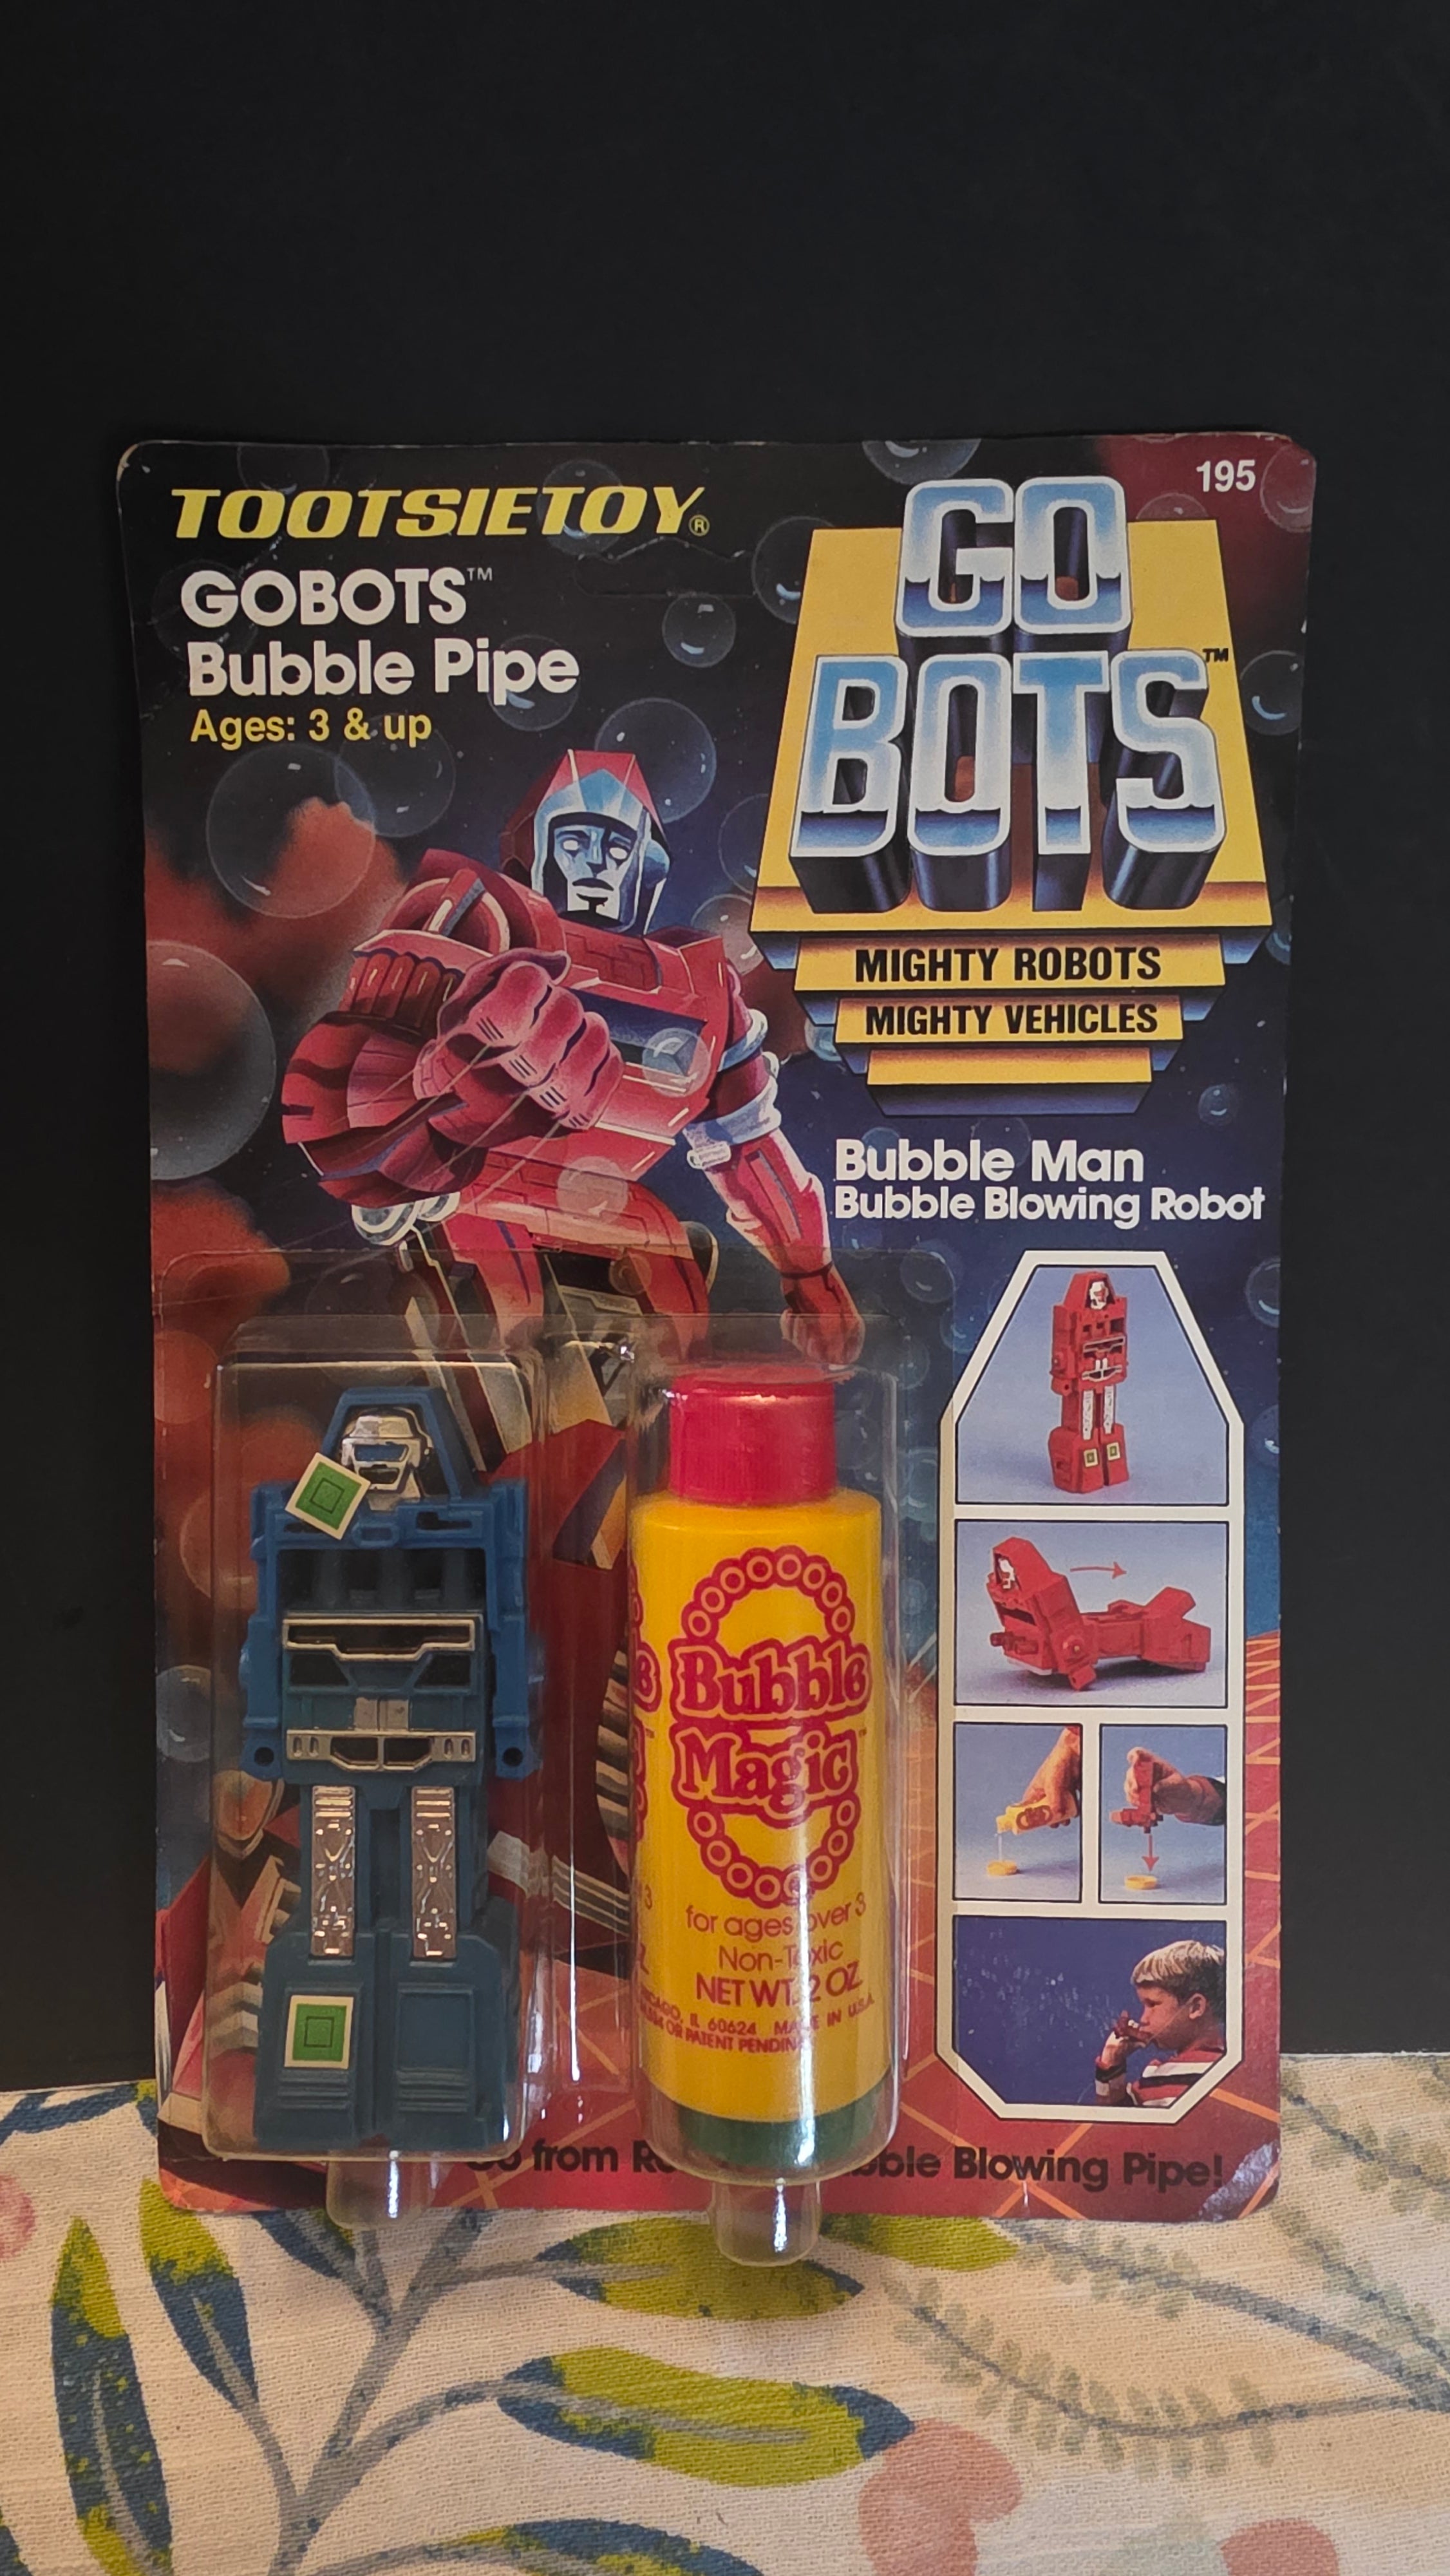 TOOTSIETOY®
GOBOTS™
Bubble Pipe
Ages: 3 & up
195
GO
BOTS™
MIGHTY ROBOTS
MIGHTY VEHICLES
Bubble Man
Bubble Blowing Robot
Bubble
Magic™
for ages over 3
Non-Toxic
NET WT. 2 OZ
IL 60624 MADE IN U.S.A.
OR PATENT PENDING
from
Blowing Pipe!